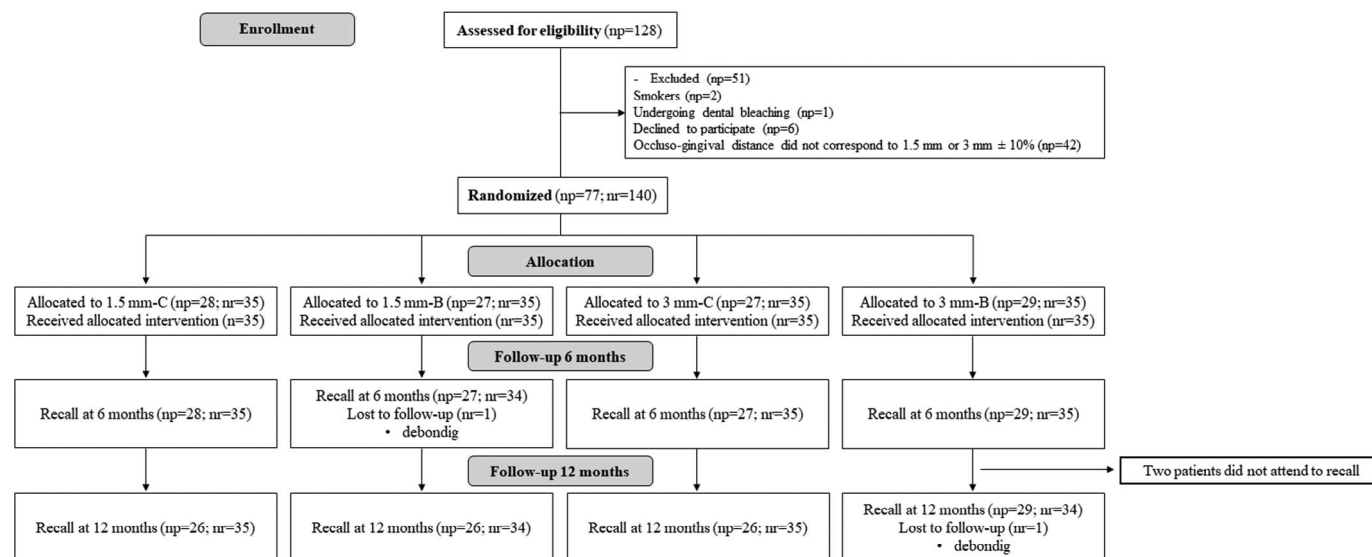 Enrollment
Assessed for eligibility (np=128)
- Excluded (np=51)
Smokers (np=2)
Undergoing dental bleaching (np=1)
Declined to participate (np=6)
Occluso-gingival distance did not correspond to 1.5 mm or 3 mm ± 10% (np=42)
Randomized (np=77; nr=140)
Allocation
Allocated to 1.5 mm-C (np=28; nr=35)
Received allocated intervention (n=35)
Allocated to 1.5 mm-B (np=27; nr=35)
Received allocated intervention (nr=35)
Allocated to 3 mm-C (np=27; nr=35)
Received allocated intervention (nr=35)
Allocated to 3 mm-B (np=29; nr=35)
Received allocated intervention (nr=35)
Follow-up 6 months
Recall at 6 months (np=28; nr=35)
Recall at 6 months (np=27; nr=34)
Lost to follow-up (nr=1)
• debondig
Recall at 6 months (np=27; nr=35)
Recall at 6 months (np=29; nr=35)
Follow-up 12 months
Two patients did not attend to recall
Recall at 12 months (np=26; nr=35)
Recall at 12 months (np=26; nr=34)
Recall at 12 months (np=26; nr=35)
Recall at 12 months (np=29; nr=34)
Lost to follow-up (nr=1)
• debondig